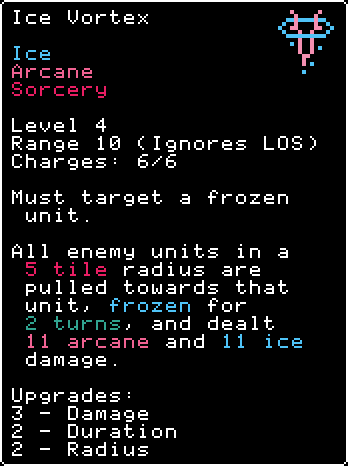 Ice Vortex
Ice
Arcane
Sorcery
Level 4
Range 10 (Ignores LOS)
Charges: 6/6
Must target a frozen
unit.
All enemy units in a
5 tile radius are
pulled towards that
unit, frozen for
2 turns, and dealt
11 arcane and 11 ice
damage.
Upgrades:
3 - Damage
2 - Duration
2 - Radius